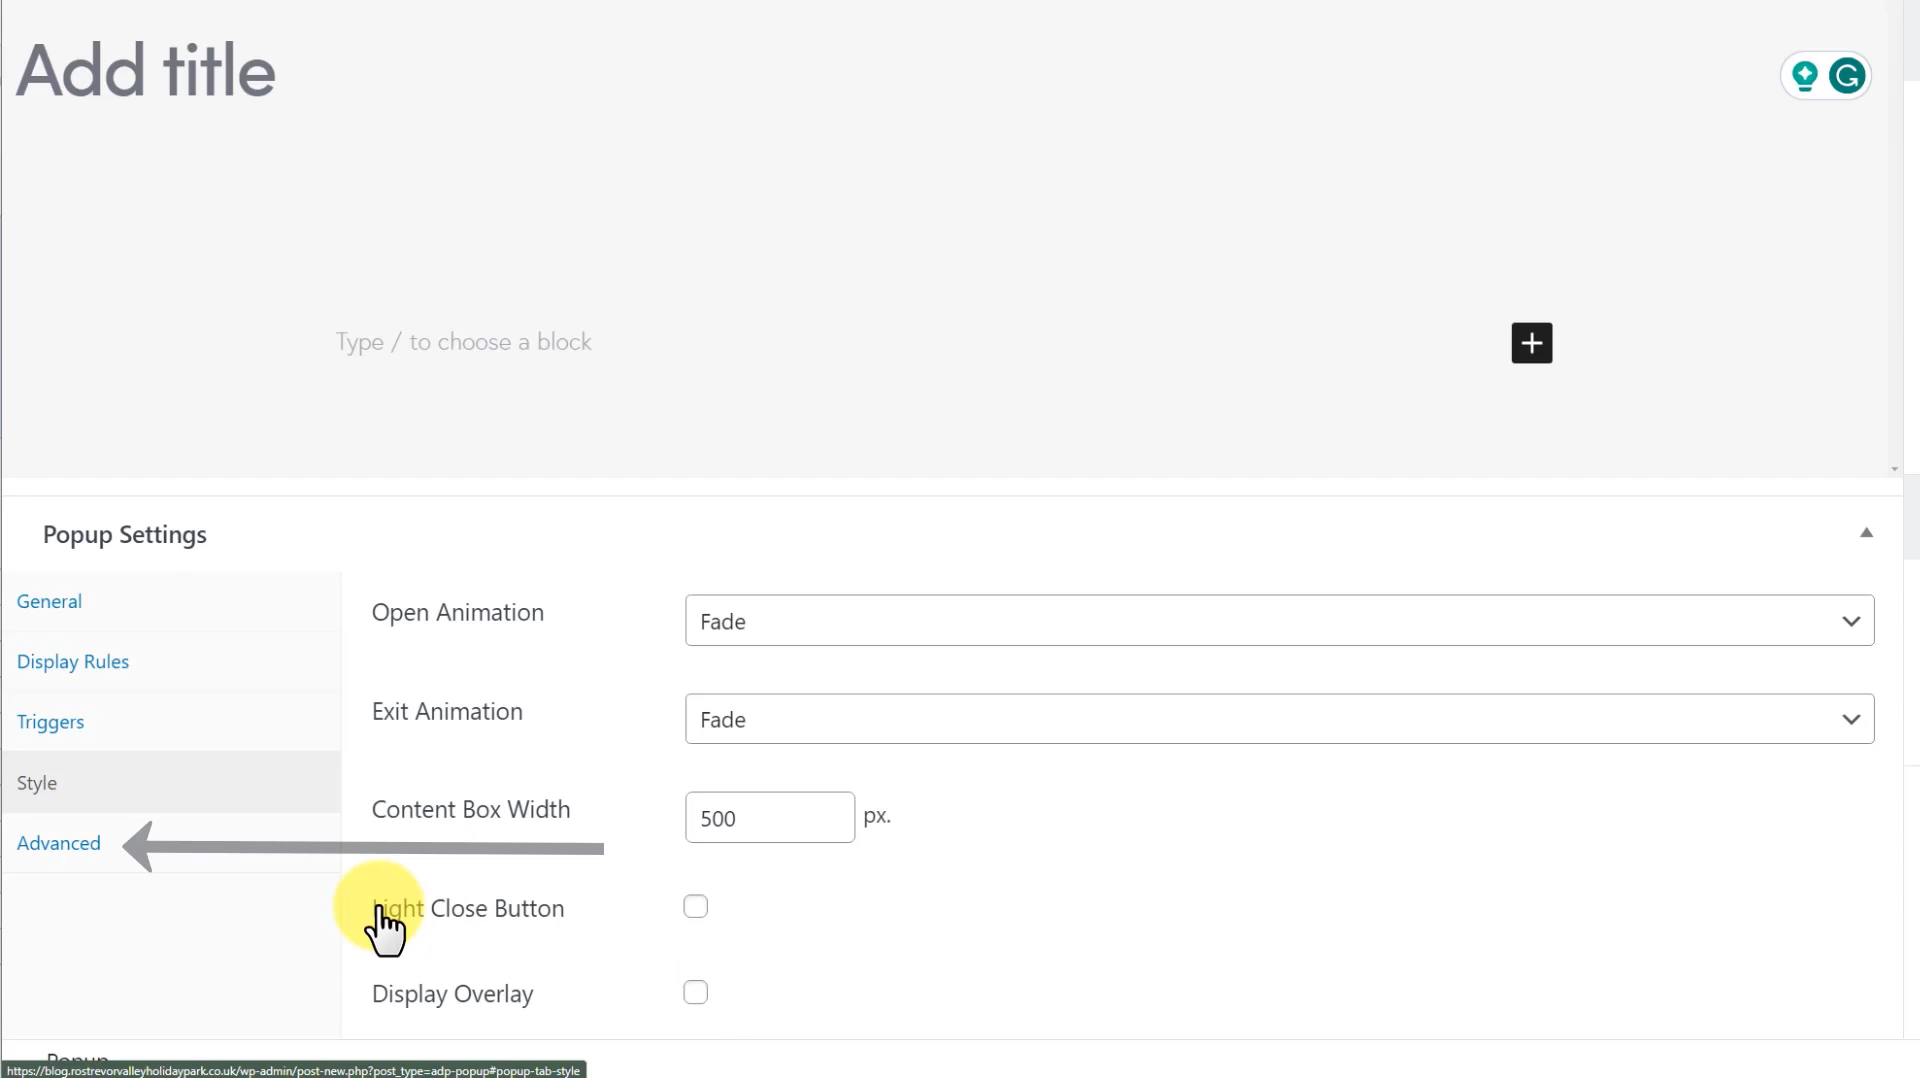 Add title
Type / to choose a block
Popup Settings
General
Display Rules
Triggers
Style
Advanced
Open Animation
Fade
Exit Animation
Fade
Content Box Width
500
px.
Light Close Button
Display Overlay
Popup
https://blog.rostrevorvalleyholidaypark.co.uk/wp-admin/post-new.php?post_type=adp-popup#popup-tab-style